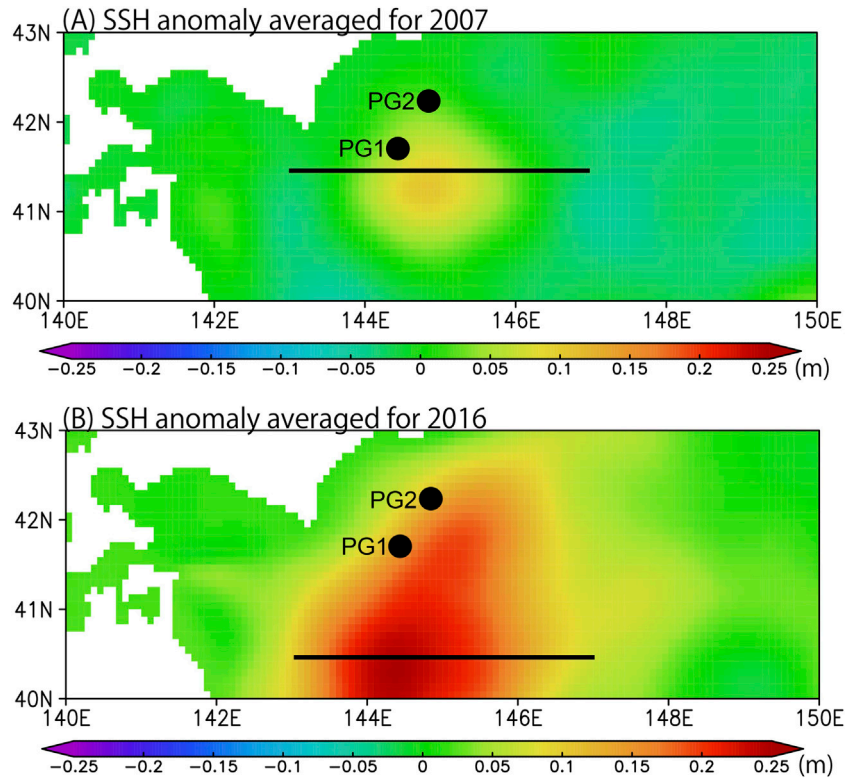 (A) SSH anomaly averaged for 2007
43N
42N
41N
40N
PG2
PG1
140E 142E 144E 146E 148E 150E
−0.25 −0.2 −0.15 −0.1 −0.05 0 0.05 0.1 0.15 0.2 0.25 (m)
(B) SSH anomaly averaged for 2016
43N
42N
41N
40N
PG2
PG1
140E 142E 144E 146E 148E 150E
−0.25 −0.2 −0.15 −0.1 −0.05 0 0.05 0.1 0.15 0.2 0.25 (m)